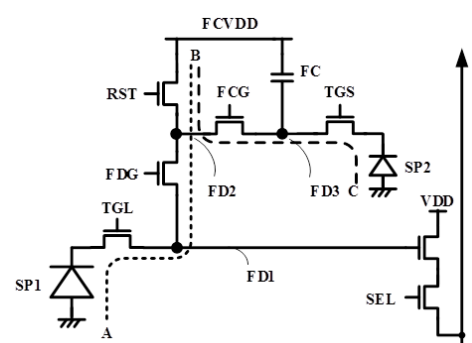 FCVDD
B
FC
RST
FCG
TGS
FDG
FD2
FD3
C
SP2
TGL
VDD
SP1
FD1
SEL
A